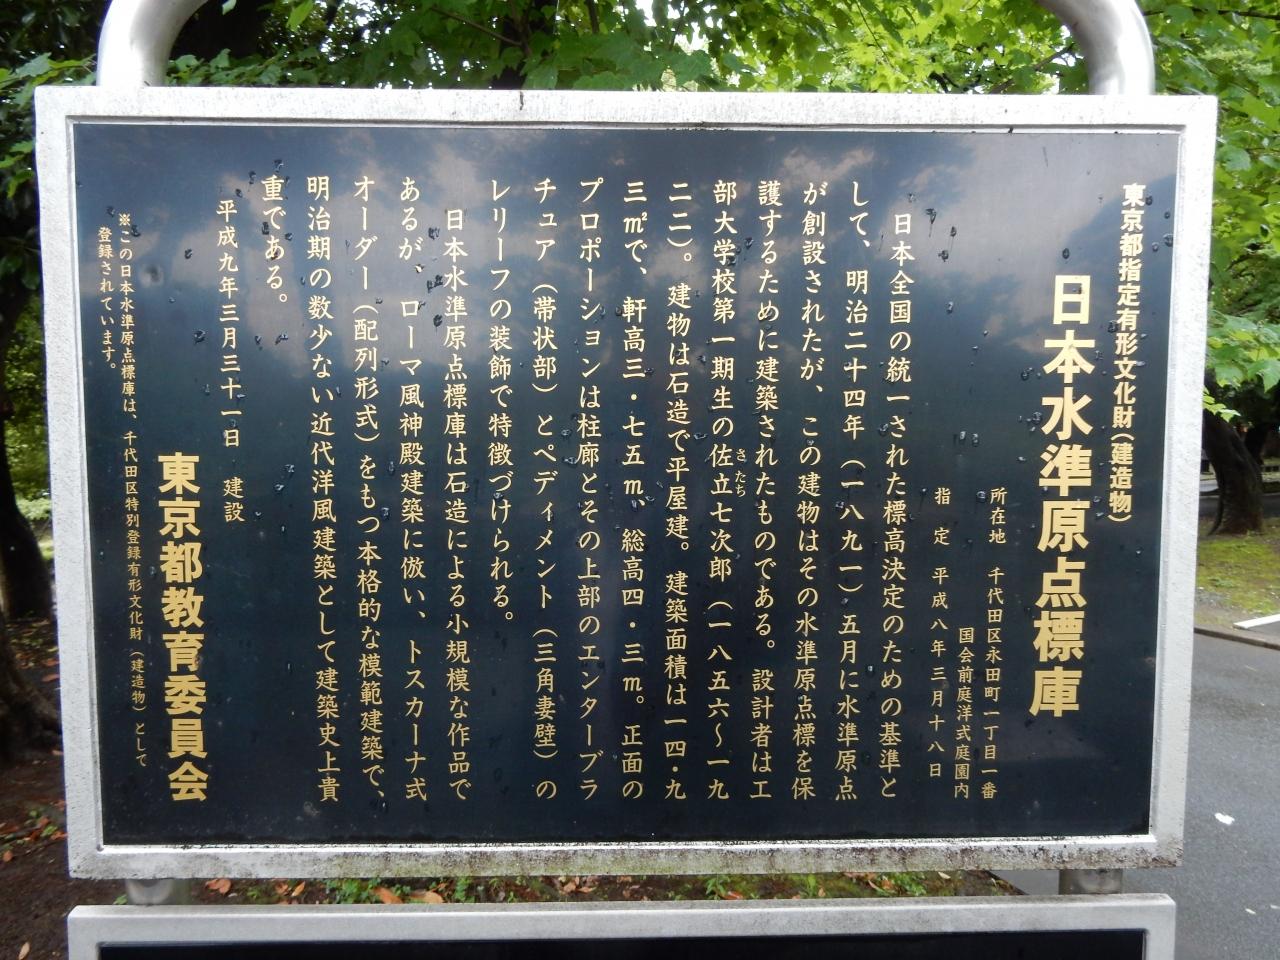 東京都指定有形文化財(建造物)
日本水準原点標庫
所在地 千代田区永田町一丁目一番
国会前庭洋式庭園内
指 定 平成八年三月十八日
日本全国の統一された標高決定のための基準と
して、明治二十四年(一八九一)五月に水準原点
が創設されたが、この建物はその水準原点標を保
護するために建築されたものである。設計者は工
部大学校第一期生の佐立七次郎(一八五六〜一九
さたち
二二)。建物は石造で平屋建。建築面積は一四・九
三㎡で、軒高三・七五m、総高四・三m。正面の
プロポーションは柱廊とその上部のエンターブラ
チュア(帯状部)とペディメント(三角妻壁)の
レリーフの装飾で特徴づけられる。
日本水準原点標庫は石造による小規模な作品で
あるが、ローマ風神殿建築に倣い、トスカーナ式
オーダー(配列形式)をもつ本格的な模範建築で、
明治期の数少ない近代洋風建築として建築史上貴
重である。
平成九年三月三十一日 建設
東京都教育委員会
※この日本水準原点標庫は、千代田区特別登録有形文化財(建造物)として
登録されています。